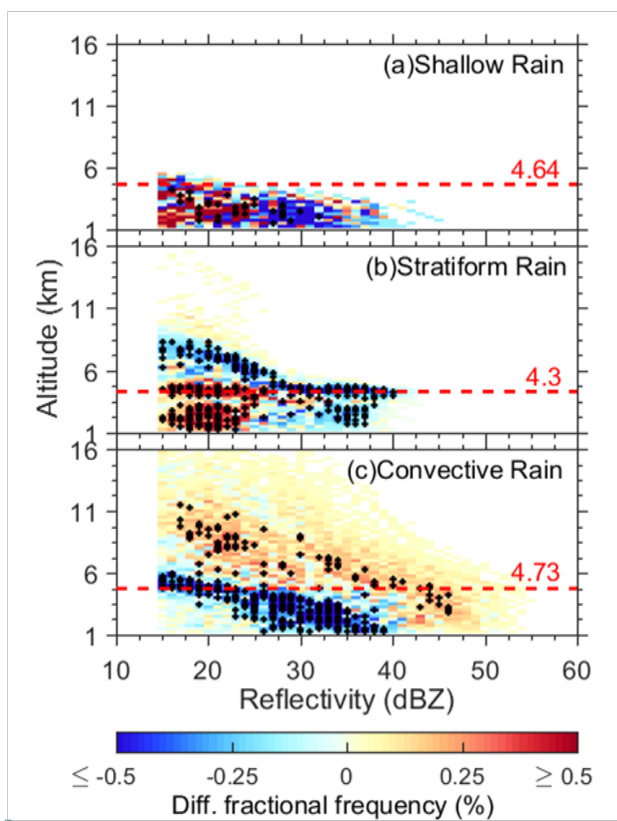 16
(a)Shallow Rain
11
6
4.64
1
16
(b)Stratiform Rain
11
6
4.3
1
16
(c)Convective Rain
11
6
4.73
1
Altitude (km)
10 20 30 40 50 60
Reflectivity (dBZ)
≤ -0.5 -0.25 0 0.25 ≥ 0.5
Diff. fractional frequency (%)